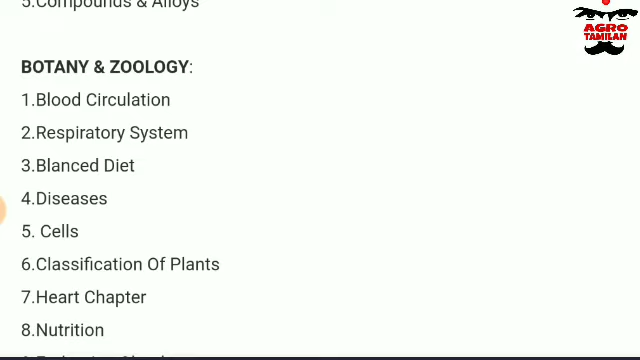 5.Compounds & Alloys
AGRO
TAMILAN
BOTANY & ZOOLOGY:
1.Blood Circulation
2.Respiratory System
3.Blanced Diet
4.Diseases
5. Cells
6.Classification Of Plants
7.Heart Chapter
8.Nutrition